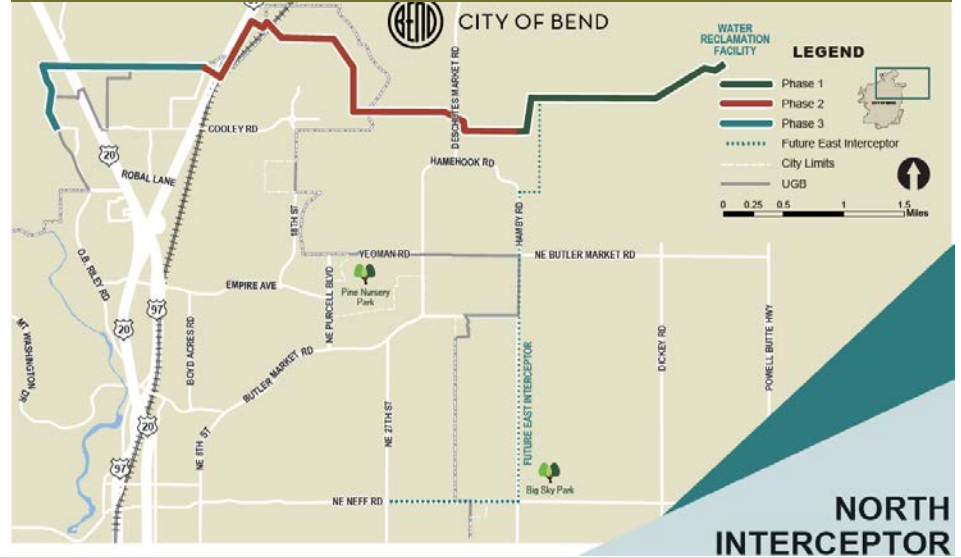 BEND
CITY OF BEND
WATER
RECLAMATION
FACILITY
LEGEND
Phase 1
Phase 2
Phase 3
Future East Interceptor
City Limits
UGB
0 0.25 0.5 1 1.5
Miles
DESCHUTES MARKET RD
COOLEY RD
20
HAMEHOOK RD
ROBAL LANE
18TH ST
HAMBY RD
YEOMAN RD
NE BUTLER MARKET RD
O.B. RILEY RD
EMPIRE AVE
NE PURCELL BLVD
Pine Nursery
Park
97
20
MT WASHINGTON DR
BOYD ACRES RD
BUTLER MARKET RD
DICKEY RD
POWELL BUTTE HWY
FUTURE EAST INTERCEPTOR
20
NE 8TH ST
NE 27TH ST
97
Big Sky Park
NE NEFF RD
NORTH
INTERCEPTOR